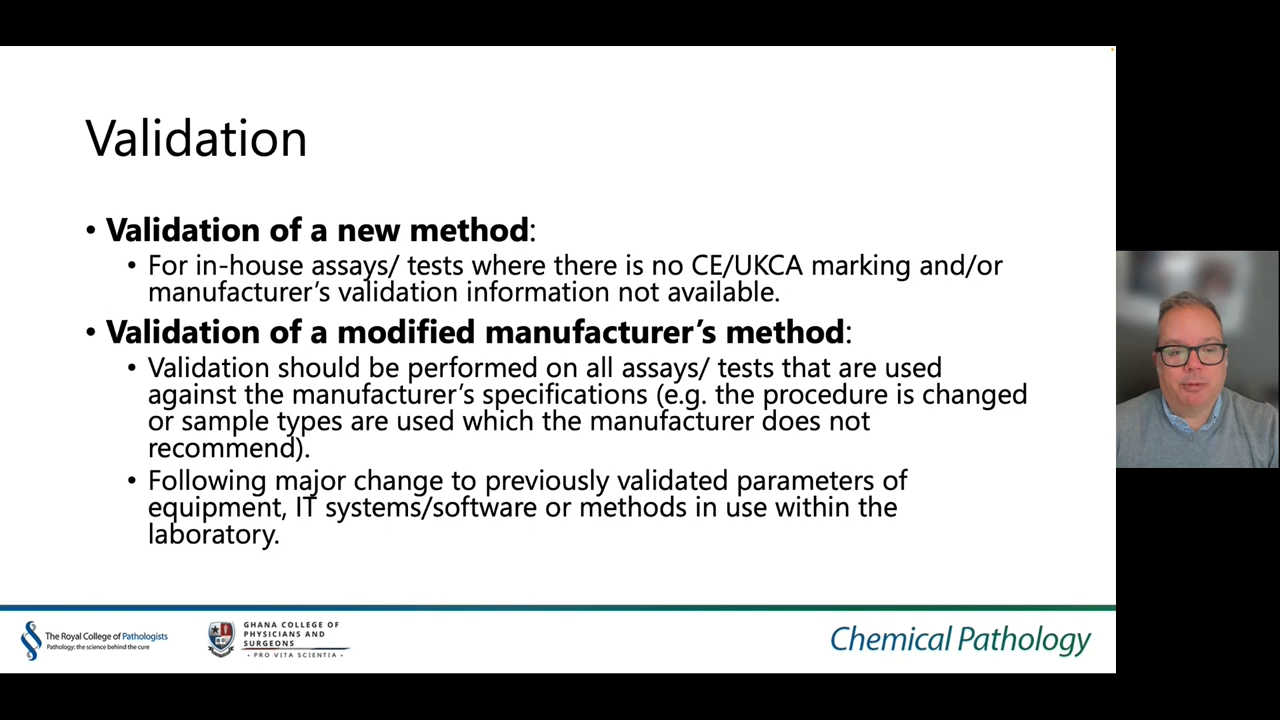 Validation
• Validation of a new method:
• For in-house assays/ tests where there is no CE/UKCA marking and/or
manufacturer’s validation information not available.
• Validation of a modified manufacturer’s method:
• Validation should be performed on all assays/ tests that are used
against the manufacturer’s specifications (e.g. the procedure is changed
or sample types are used which the manufacturer does not
recommend).
• Following major change to previously validated parameters of
equipment, IT systems/software or methods in use within the
laboratory.
The Royal College of Pathologists
Pathology: the science behind the cure
GHANA COLLEGE OF
PHYSICIANS AND
SURGEONS
• PRO VITA SCIENTIA •
Chemical Pathology